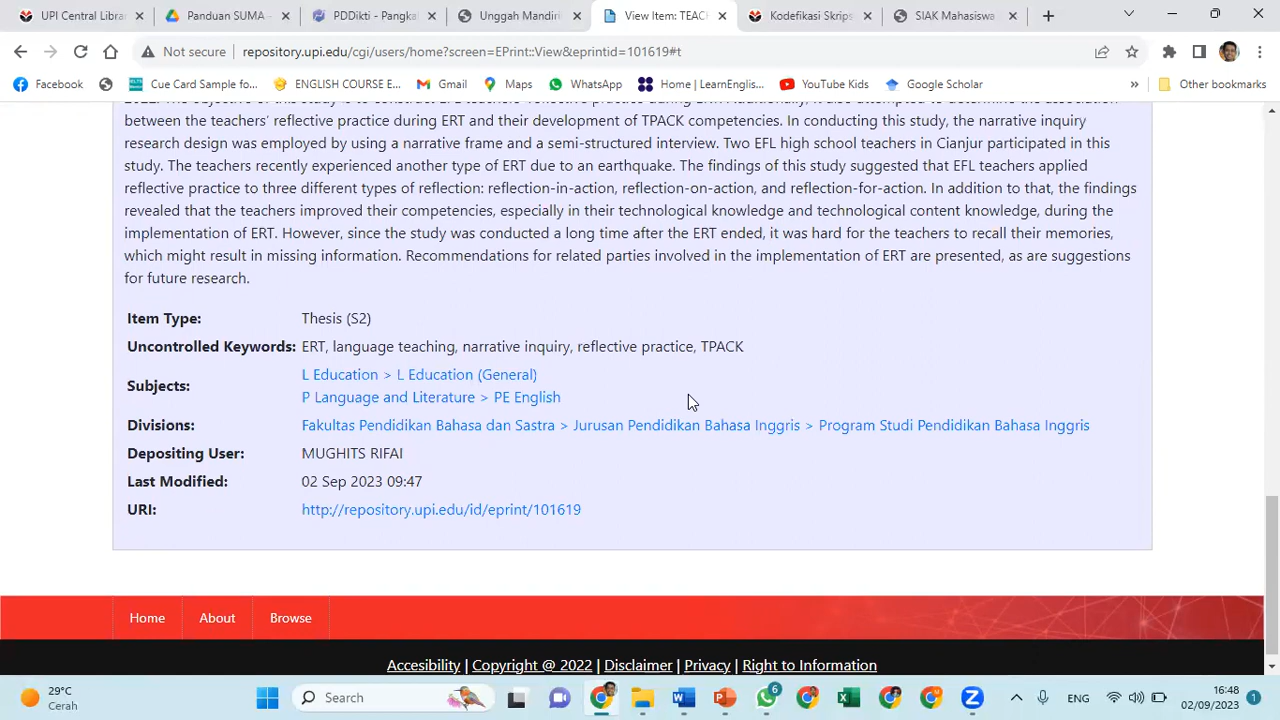 UPI Central Librar
Panduan SUMA -
PDDikti - Pangkal
Unggah Mandiri
View Item: TEAC
Kodefikasi Skrips
SIAK Mahasiswa
Not secure
repository.upi.edu/cgi/users/home?screen=EPrint::View&eprintid=101619#t
Facebook
Cue Card Sample fo...
ENGLISH COURSE E...
Gmail
Maps
WhatsApp
Home | LearnEnglis...
YouTube Kids
Google Scholar
»
Other bookmarks
between the teachers' reflective practice during ERT and their development of TPACK competencies. In conducting this study, the narrative inquiry
research design was employed by using a narrative frame and a semi-structured interview. Two EFL high school teachers in Cianjur participated in this
study. The teachers recently experienced another type of ERT due to an earthquake. The findings of this study suggested that EFL teachers applied
reflective practice to three different types of reflection: reflection-in-action, reflection-on-action, and reflection-for-action. In addition to that, the findings
revealed that the teachers improved their competencies, especially in their technological knowledge and technological content knowledge, during the
implementation of ERT. However, since the study was conducted a long time after the ERT ended, it was hard for the teachers to recall their memories,
which might result in missing information. Recommendations for related parties involved in the implementation of ERT are presented, as are suggestions
for future research.
Item Type: Thesis (S2)
Uncontrolled Keywords: ERT, language teaching, narrative inquiry, reflective practice, TPACK
L Education > L Education (General)
Subjects:
P Language and Literature > PE English
Divisions: Fakultas Pendidikan Bahasa dan Sastra > Jurusan Pendidikan Bahasa Inggris > Program Studi Pendidikan Bahasa Inggris
Depositing User: MUGHITS RIFAI
Last Modified: 02 Sep 2023 09:47
URI: http://repository.upi.edu/id/eprint/101619
Home About Browse
Accesibility | Copyright @ 2022 | Disclaimer | Privacy | Right to Information
29°C
Cerah
Search
6
ENG
16:48
02/09/2023
1